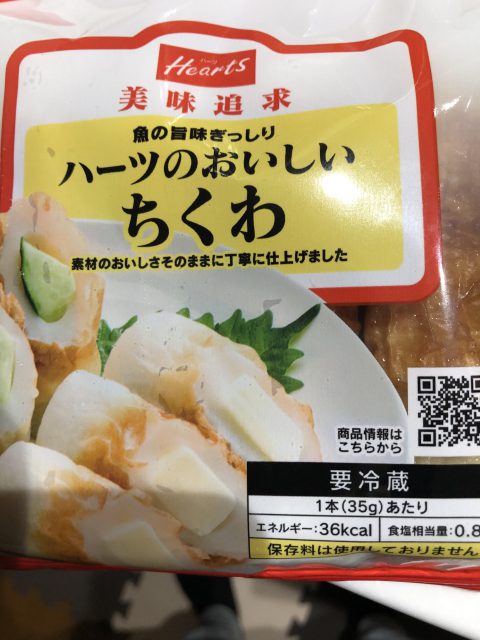 Hearts
美味追求
魚の旨味ぎっしり
ハーツのおいしい
ちくわ
素材のおいしさそのままに丁寧に仕上げました
商品情報は
こちらから
要冷蔵
1本(35g)あたり
エネルギー:36kcal 食塩相当量:0.8
保存料は使用しておりません